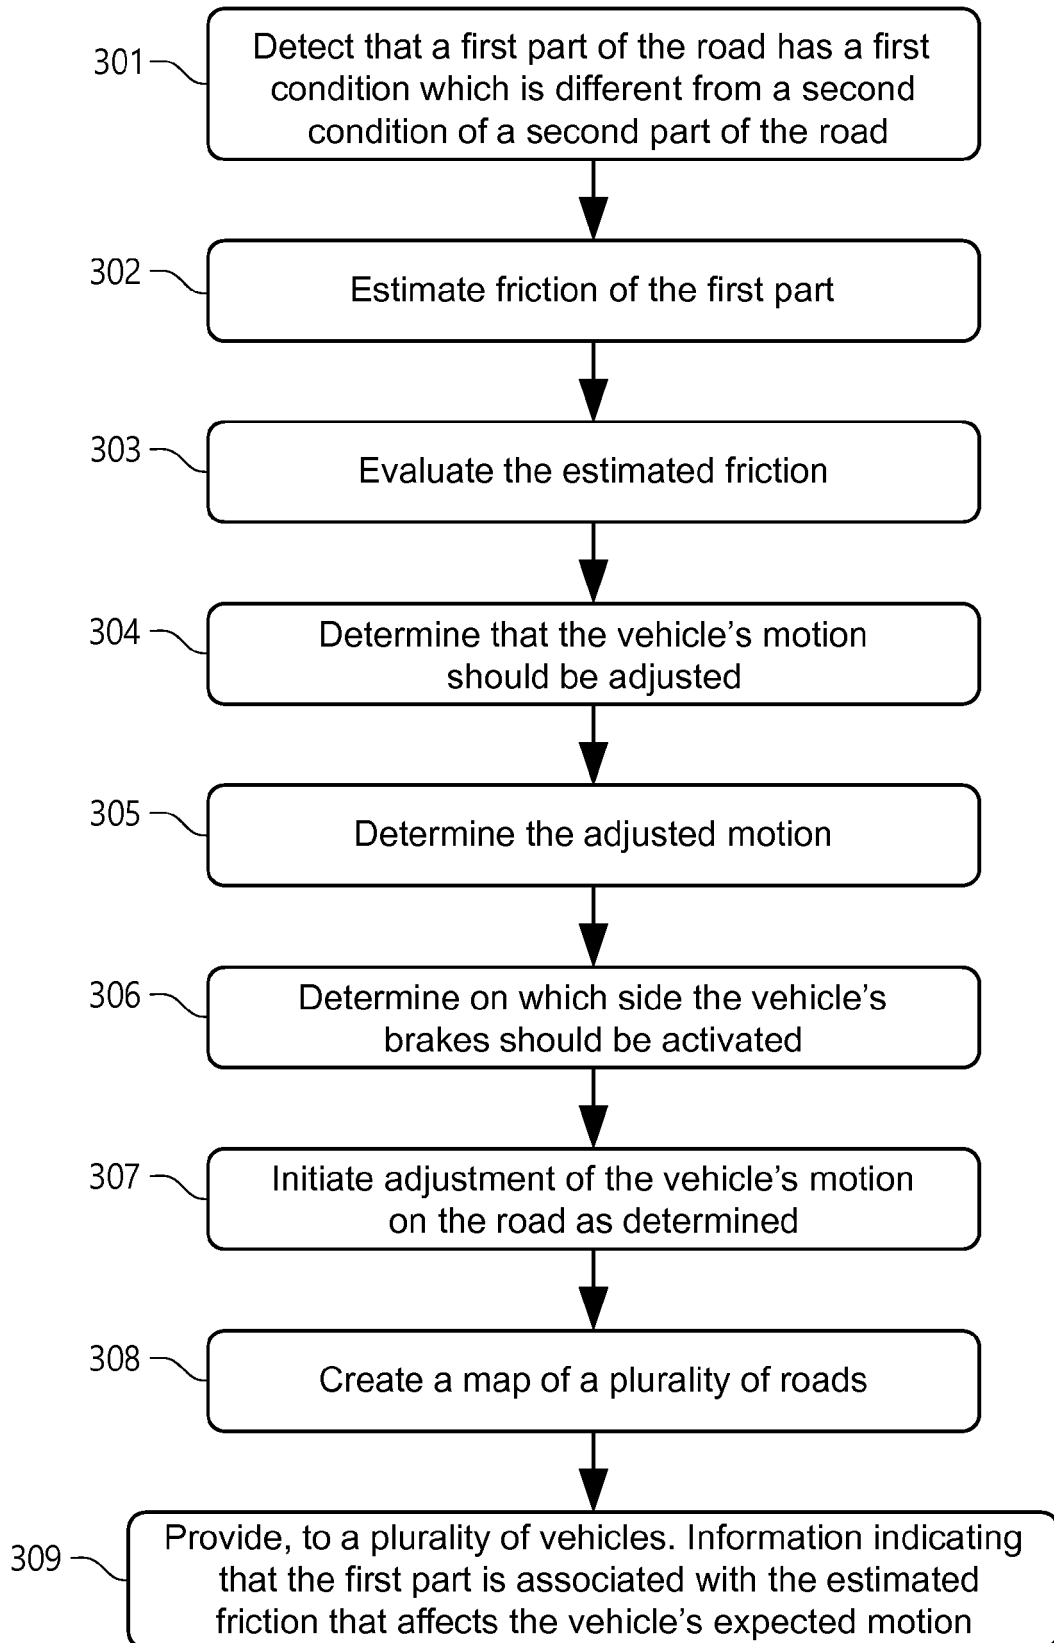 301
Detect that a first part of the road has a first
condition which is different from a second
condition of a second part of the road
302
Estimate friction of the first part
303
Evaluate the estimated friction
304
Determine that the vehicle’s motion
should be adjusted
305
Determine the adjusted motion
306
Determine on which side the vehicle’s
brakes should be activated
307
Initiate adjustment of the vehicle’s motion
on the road as determined
308
Create a map of a plurality of roads
309
Provide, to a plurality of vehicles. Information indicating
that the first part is associated with the estimated
friction that affects the vehicle’s expected motion